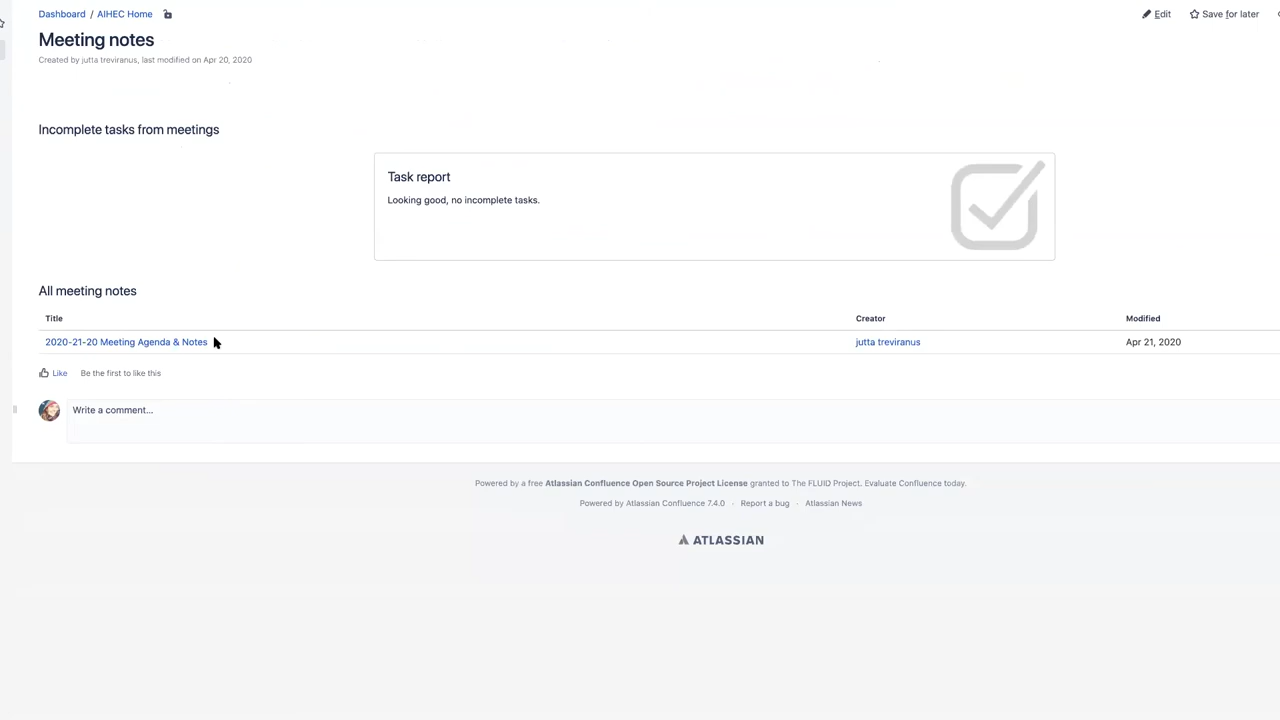 Dashboard / AIHEC Home
Edit
Save for later
Meeting notes
Created by jutta treviranus, last modified on Apr 20, 2020
Incomplete tasks from meetings
Task report
Looking good, no incomplete tasks.
All meeting notes
Title Creator Modified
2020-21-20 Meeting Agenda & Notes jutta treviranus Apr 21, 2020
Like Be the first to like this
Write a comment...
Powered by a free Atlassian Confluence Open Source Project License granted to The FLUID Project. Evaluate Confluence today.
Powered by Atlassian Confluence 7.4.0 · Report a bug · Atlassian News
ATLASSIAN